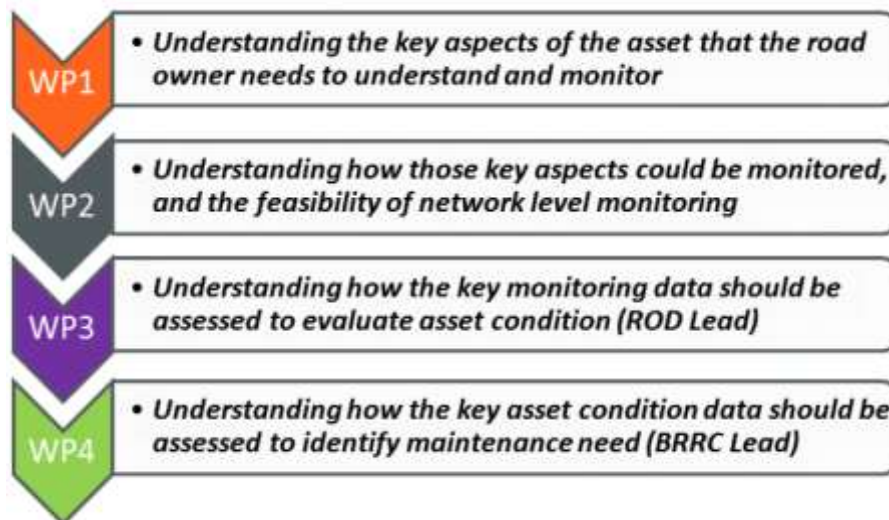 WP1
• Understanding the key aspects of the asset that the road
owner needs to understand and monitor
WP2
• Understanding how those key aspects could be monitored,
and the feasibility of network level monitoring
WP3
• Understanding how the key monitoring data should be
assessed to evaluate asset condition (ROD Lead)
WP4
• Understanding how the key asset condition data should be
assessed to identify maintenance need (BRRC Lead)